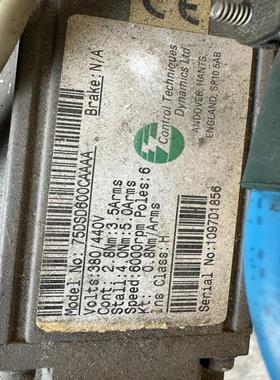 Control Techniques
Dynamics Ltd
ANDOVER HANTS,
ENGLAND, SP10 5AB
Model No: 75DSD600CAAAA
Volts: 380/440V
Brake: N/A
Cont: 2.8Nm:3.5Arms
Stall: 4.0Nm:5.0Arms
Speed: 6000rpm Poles: 6
Kt: 0.8Nm/Arms
Ins Class: H
Serial No: 1097D1856